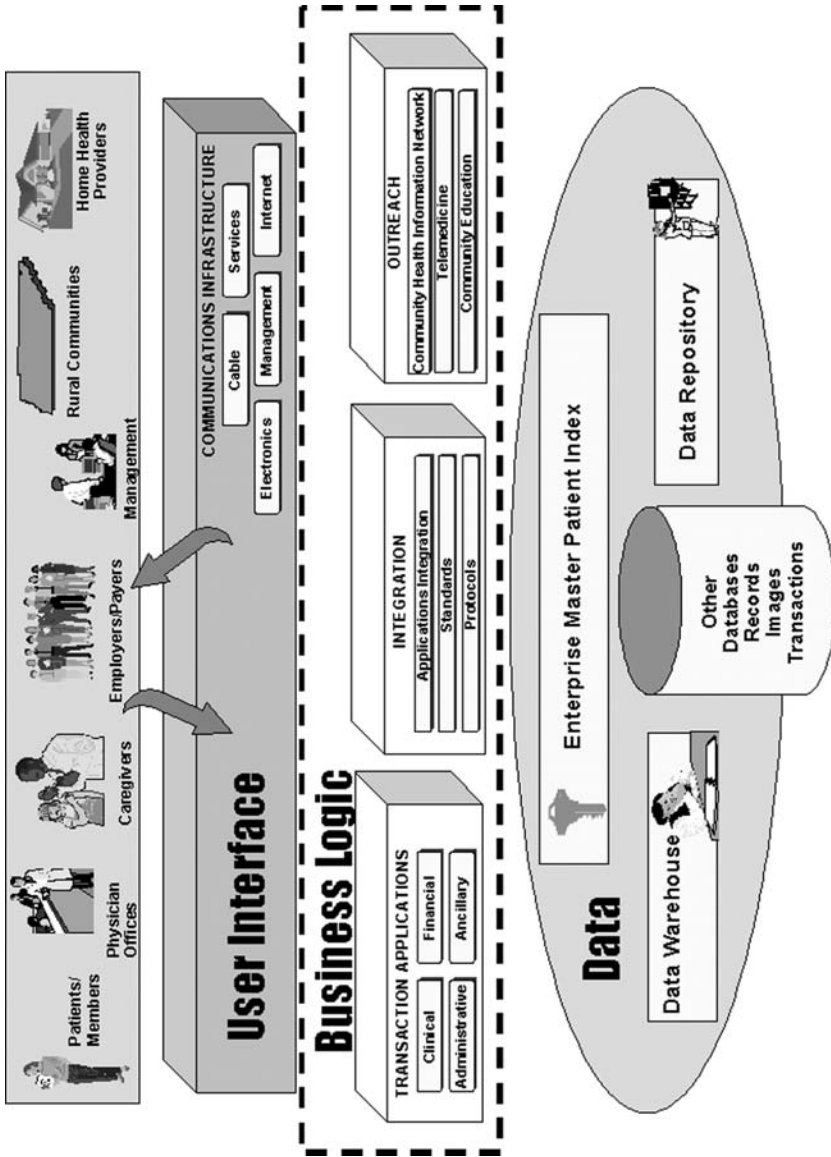 Patients/
Members
Physician
Offices
Caregivers
Employers/Payers
Management
Rural Communities
Home Health
Providers
User Interface
COMMUNICATIONS INFRASTRUCTURE
Cable
Services
Electronics
Management
Internet
Business Logic
TRANSACTION APPLICATIONS
Clinical
Financial
Administrative
Ancillary
INTEGRATION
Applications Integration
Standards
Protocols
OUTREACH
Community Health Information Network
Telemedicine
Community Education
Data
Enterprise Master Patient Index
Data Warehouse
Other
Databases
Records
Images
Transactions
Data Repository